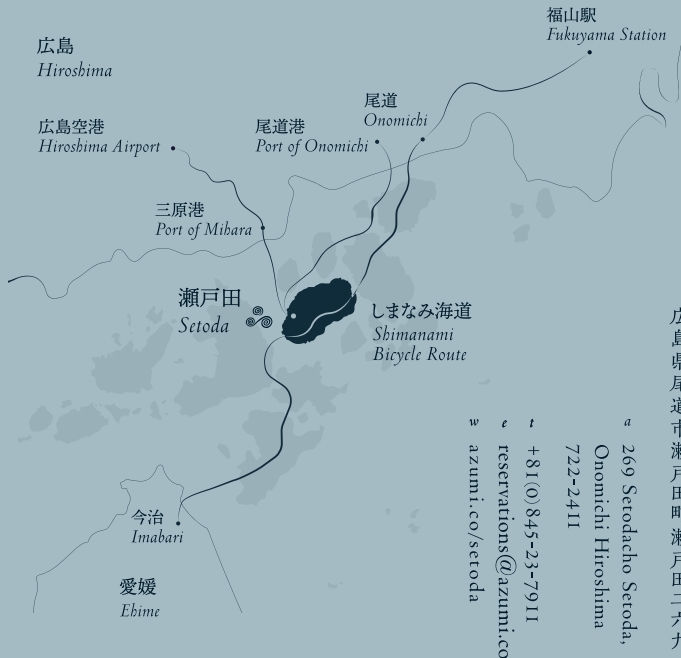 福山駅
Fukuyama Station
広島
Hiroshima
尾道
Onomichi
広島空港
Hiroshima Airport
尾道港
Port of Onomichi
三原港
Port of Mihara
瀬戸田
Setoda
しまなみ海道
Shimanami
Bicycle Route
今治
Imabari
愛媛
Ehime
広島県尾道市瀬戸田町瀬戸田二六九
a 269 Setodacho Setoda,
Onomichi Hiroshima
722-2411
t +81(0)845-23-7911
e reservations@azumi.co
w azumi.co/setoda